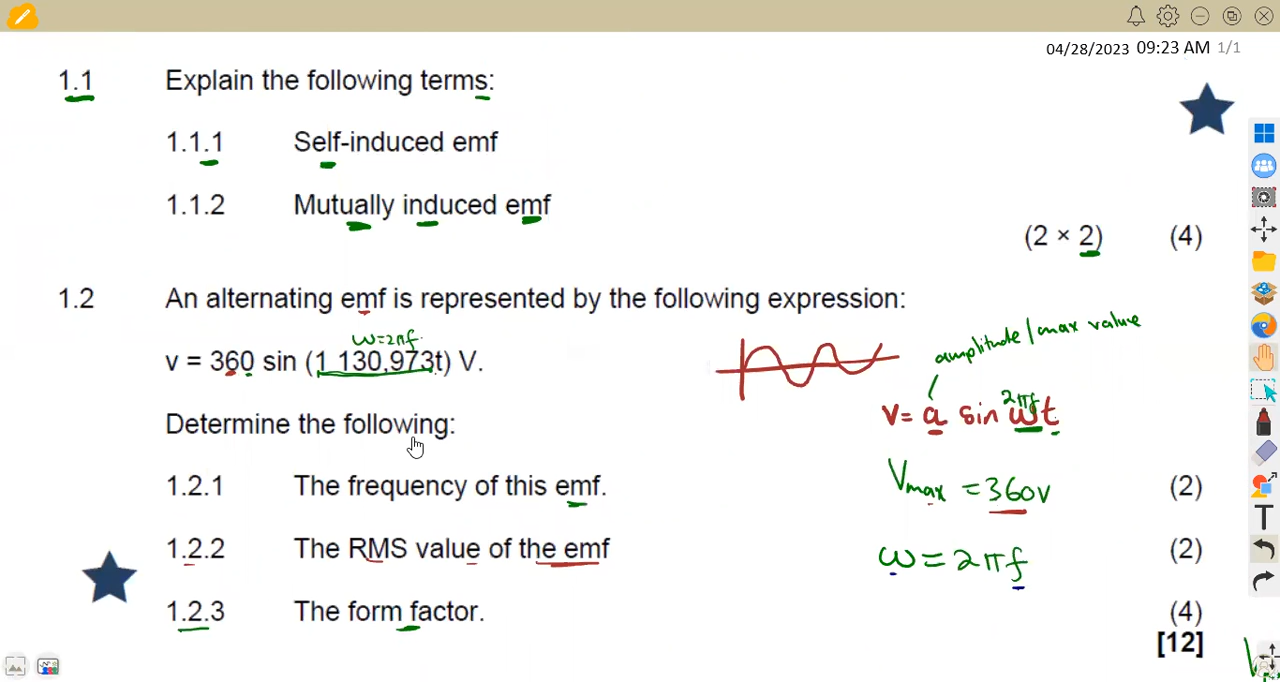 04/28/2023 09:23 AM 1/1
1.1 Explain the following terms:
1.1.1 Self-induced emf
1.1.2 Mutually induced emf
(2 × 2) (4)
1.2 An alternating emf is represented by the following expression:
ω=2πf
v = 360 sin (1 130,973t) V.
amplitude/max value
2πf
v= a sin ωt
Determine the following:
Vmax = 360v
1.2.1 The frequency of this emf. (2)
1.2.2 The RMS value of the emf (2)
ω = 2πf
1.2.3 The form factor. (4)
[12]
T